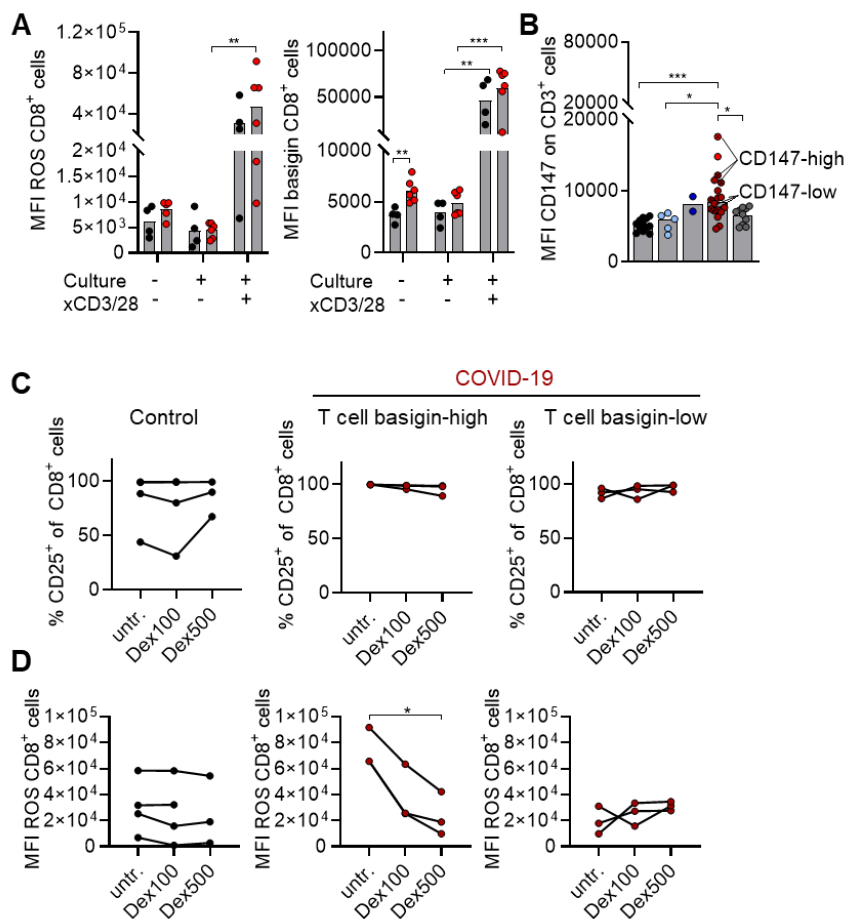 A
MFI ROS CD8⁺ cells
1.2×10⁵
8×10⁴
4×10⁴
2×10⁴
1×10⁴
1×10⁴
5×10³
0
**
Culture - + +
xCD3/28 - - +
MFI basigin CD8⁺ cells
100000
50000
10000
10000
5000
0
**
**
***
Culture - + +
xCD3/28 - - +
B
MFI CD147 on CD3⁺ cells
80000
20000
20000
10000
0
***
*
*
CD147-high
CD147-low
C
COVID-19
Control
T cell basigin-high
T cell basigin-low
% CD25⁺ of CD8⁺ cells
100
50
0
untr.
Dex100
Dex500
% CD25⁺ of CD8⁺ cells
100
50
0
untr.
Dex100
Dex500
% CD25⁺ of CD8⁺ cells
100
50
0
untr.
Dex100
Dex500
D
MFI ROS CD8⁺ cells
1×10⁵
8×10⁴
6×10⁴
4×10⁴
2×10⁴
0
untr.
Dex100
Dex500
MFI ROS CD8⁺ cells
1×10⁵
8×10⁴
6×10⁴
4×10⁴
2×10⁴
0
*
untr.
Dex100
Dex500
MFI ROS CD8⁺ cells
1×10⁵
8×10⁴
6×10⁴
4×10⁴
2×10⁴
0
untr.
Dex100
Dex500